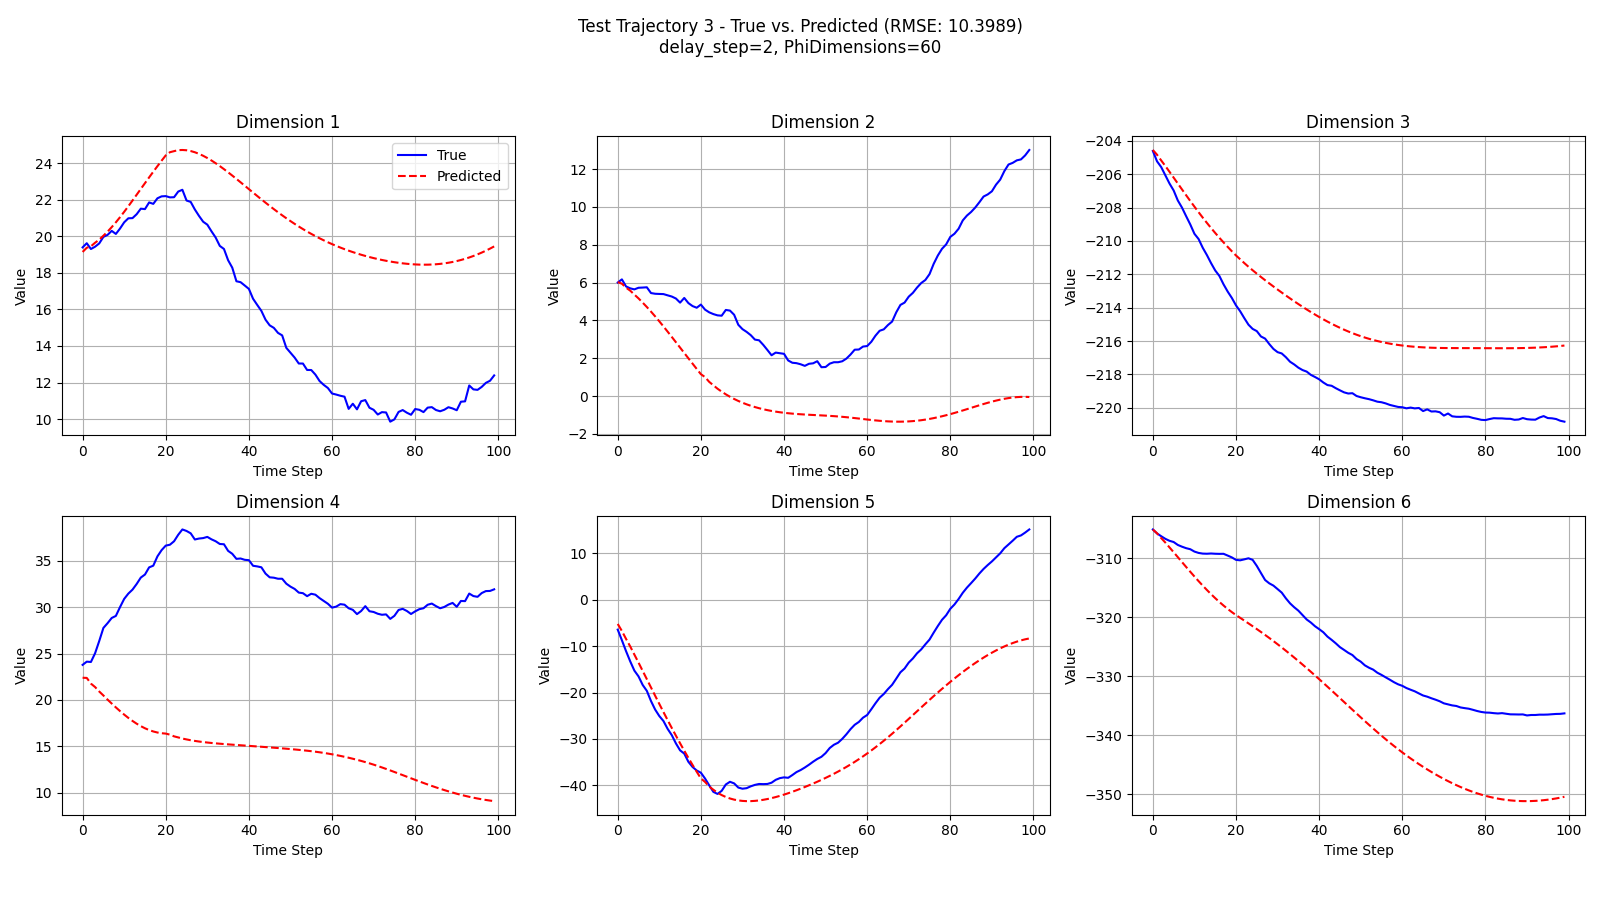 Test Trajectory 3 - True vs. Predicted (RMSE: 10.3989)
delay_step=2, PhiDimensions=60
Dimension 1
24
22
20
18
16
14
12
10
Value
0 20 40 60 80 100
Time Step
True
Predicted
Dimension 2
12
10
8
6
4
2
0
−2
Value
0 20 40 60 80 100
Time Step
Dimension 3
−204
−206
−208
−210
−212
−214
−216
−218
−220
Value
0 20 40 60 80 100
Time Step
Dimension 4
35
30
25
20
15
10
Value
0 20 40 60 80 100
Time Step
Dimension 5
10
0
−10
−20
−30
−40
Value
0 20 40 60 80 100
Time Step
Dimension 6
−310
−320
−330
−340
−350
Value
0 20 40 60 80 100
Time Step